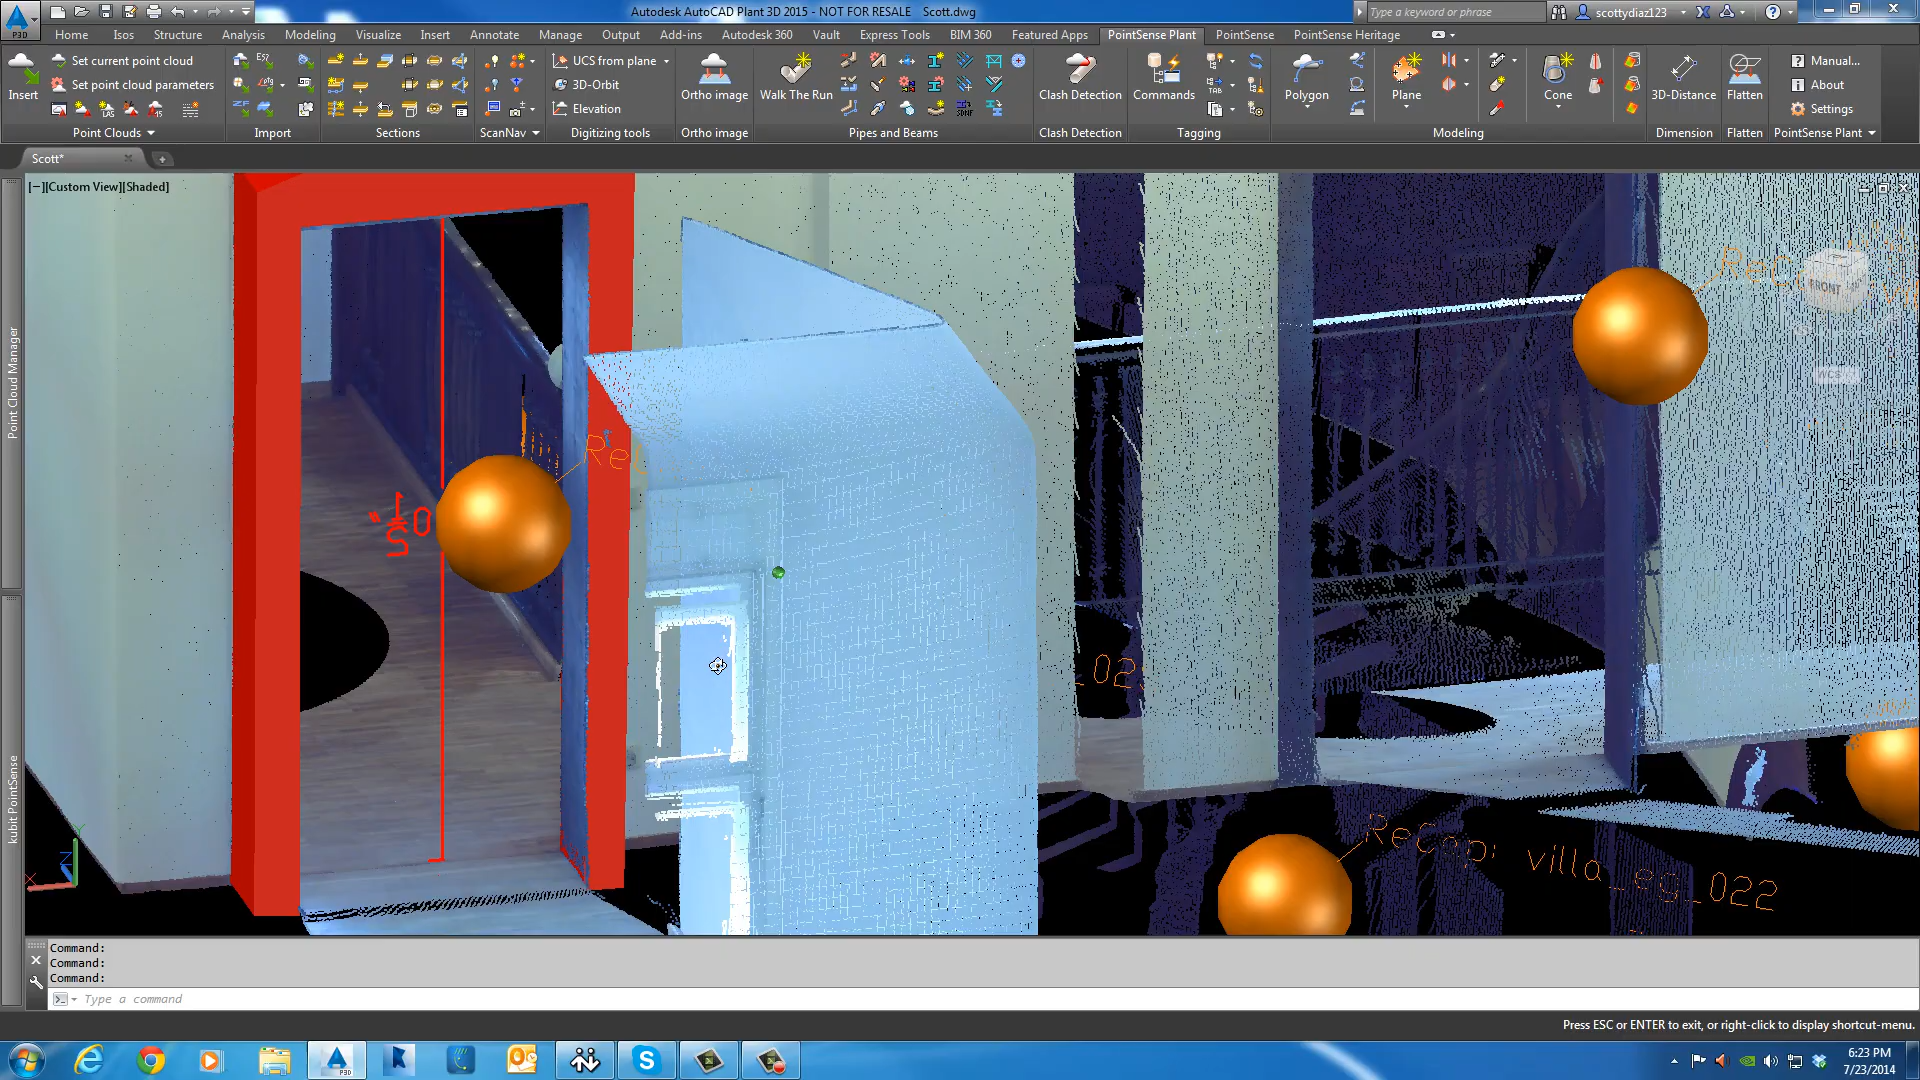 Autodesk AutoCAD Plant 3D 2015 - NOT FOR RESALE Scott.dwg
Type a keyword or phrase
scottydiaz123
P3D
Home Isos Structure Analysis Modeling Visualize Insert Annotate Manage Output Add-ins Autodesk 360 Vault Express Tools BIM 360 Featured Apps PointSense Plant PointSense PointSense Heritage
Set current point cloud
Set point cloud parameters
Insert
UCS from plane
3D-Orbit
Elevation
Ortho image
Walk The Run
Clash Detection
Commands
Polygon
Plane
Cone
3D-Distance
Flatten
Manual...
About
Settings
Point Clouds Import Sections ScanNav Digitizing tools Ortho image Pipes and Beams Clash Detection Tagging Modeling Dimension Flatten PointSense Plant
Scott*
[−][Custom View][Shaded]
Point Cloud Manager
kubit PointSense
FRONT
WCS
ReCap: villa_eg_022
Command:
Command:
Command:
Type a command
Press ESC or ENTER to exit, or right-click to display shortcut-menu.
6:23 PM
7/23/2014